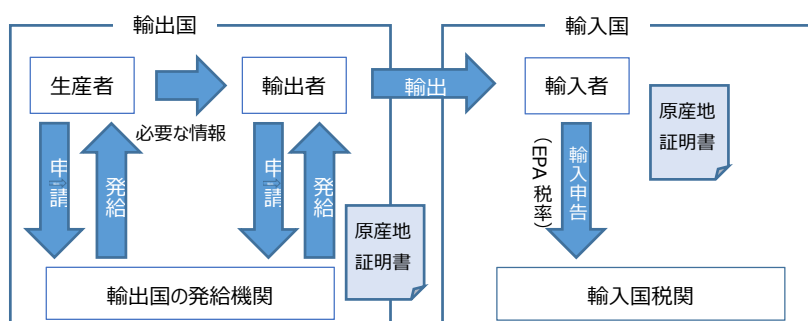 輸出国
輸入国
生産者
輸出者
輸出
輸入者
原産地
証明書
必要な情報
申請
発給
申請
発給
輸入申告
(EPA 税率)
原産地
証明書
輸出国の発給機関
輸入国税関